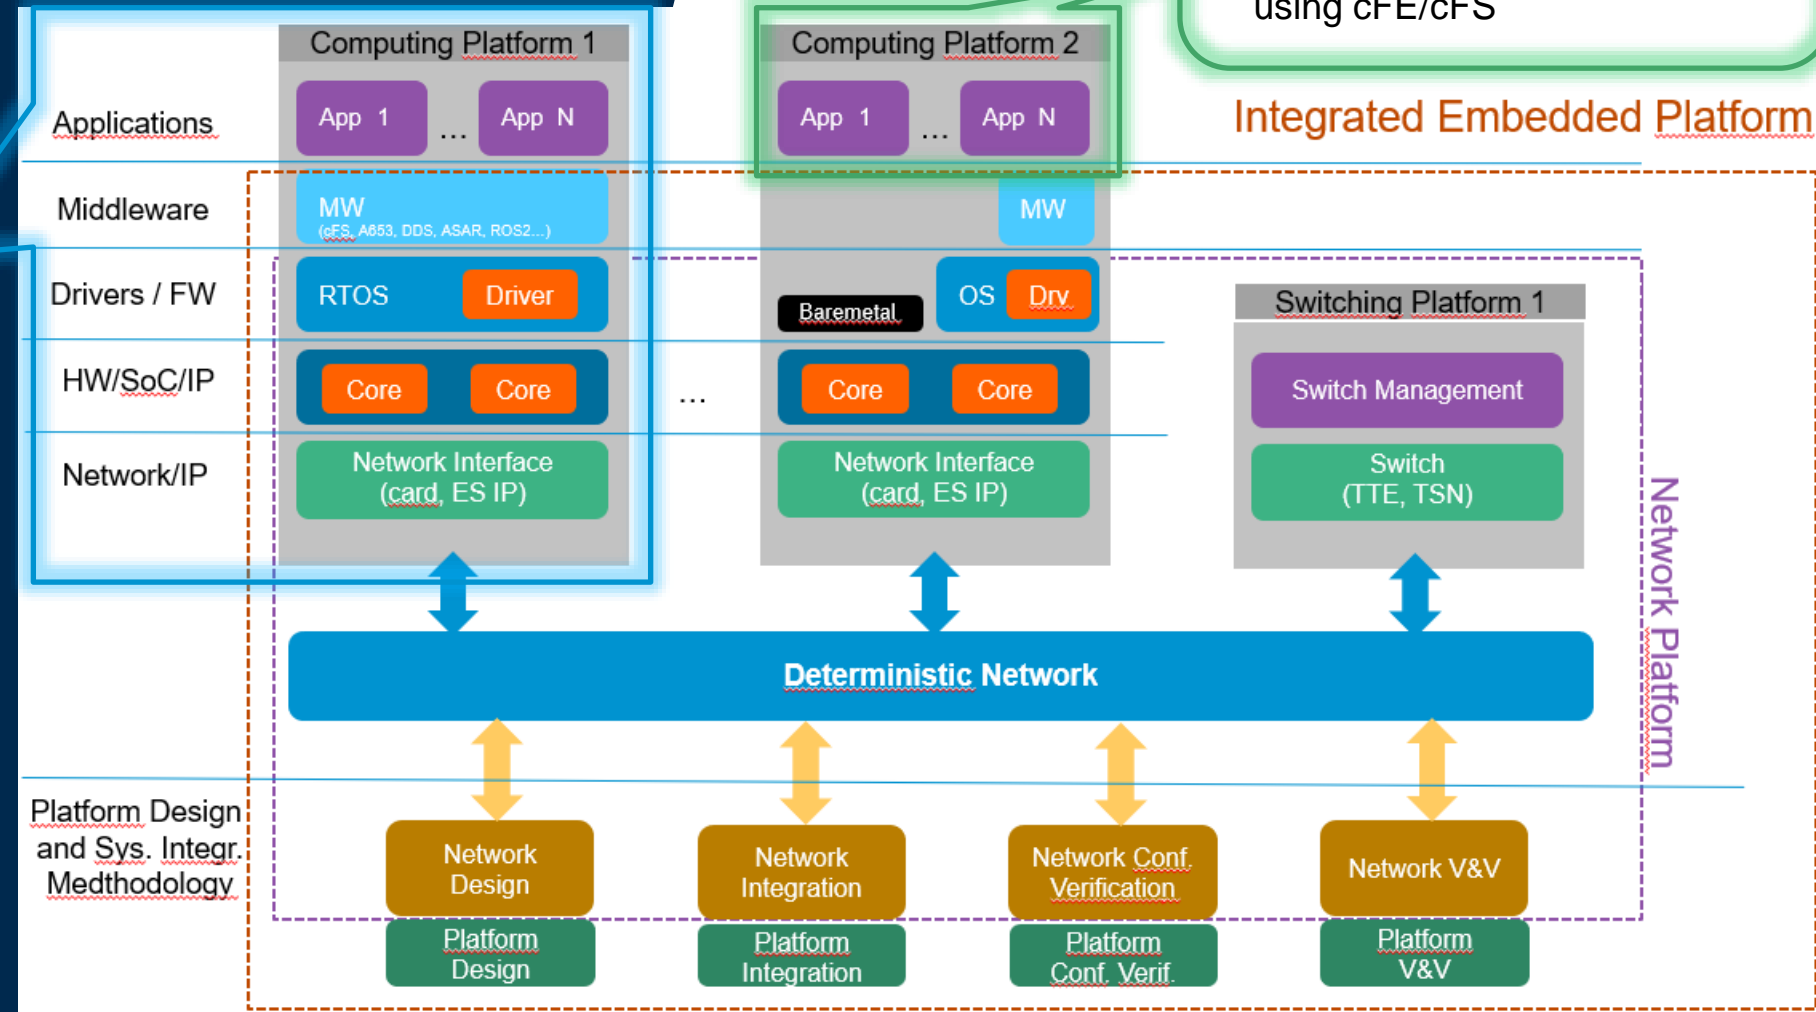 using cFE/cFS
Computing Platform 1
Computing Platform 2
Integrated Embedded Platform
Applications
App 1
...
App N
App 1
...
App N
Middleware
MW
(cFS, A653, DDS, ASAR, ROS2...)
MW
Drivers / FW
RTOS
Driver
Baremetal
OS
Drv
Switching Platform 1
HW/SoC/IP
Core
Core
...
Core
Core
Switch Management
Network/IP
Network Interface
(card, ES IP)
Network Interface
(card, ES IP)
Switch
(TTE, TSN)
Network Platform
Deterministic Network
Platform Design
and Sys. Integr.
Medthodology
Network
Design
Network
Integration
Network Conf.
Verification
Network V&V
Platform
Design
Platform
Integration
Platform
Conf, Verif.
Platform
V&V